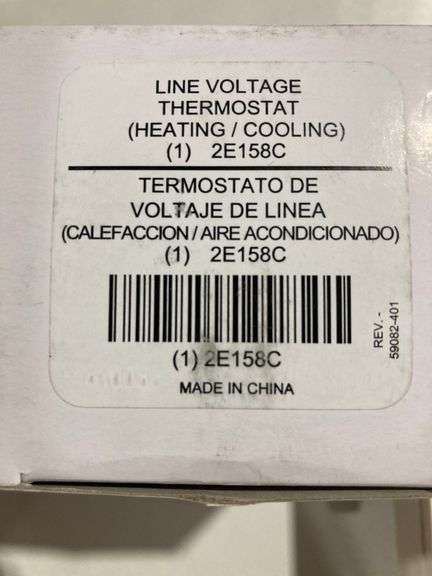 LINE VOLTAGE
THERMOSTAT
(HEATING / COOLING)
(1) 2E158C
TERMOSTATO DE
VOLTAJE DE LINEA
(CALEFACCION / AIRE ACONDICIONADO)
(1) 2E158C
(1) 2E158C
MADE IN CHINA
REV. -
59082-401